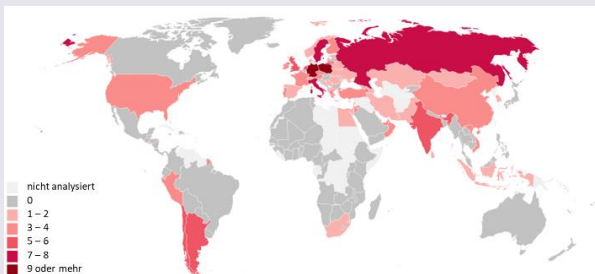 nicht analysiert
0
1 – 2
3 – 4
5 – 6
7 – 8
9 oder mehr